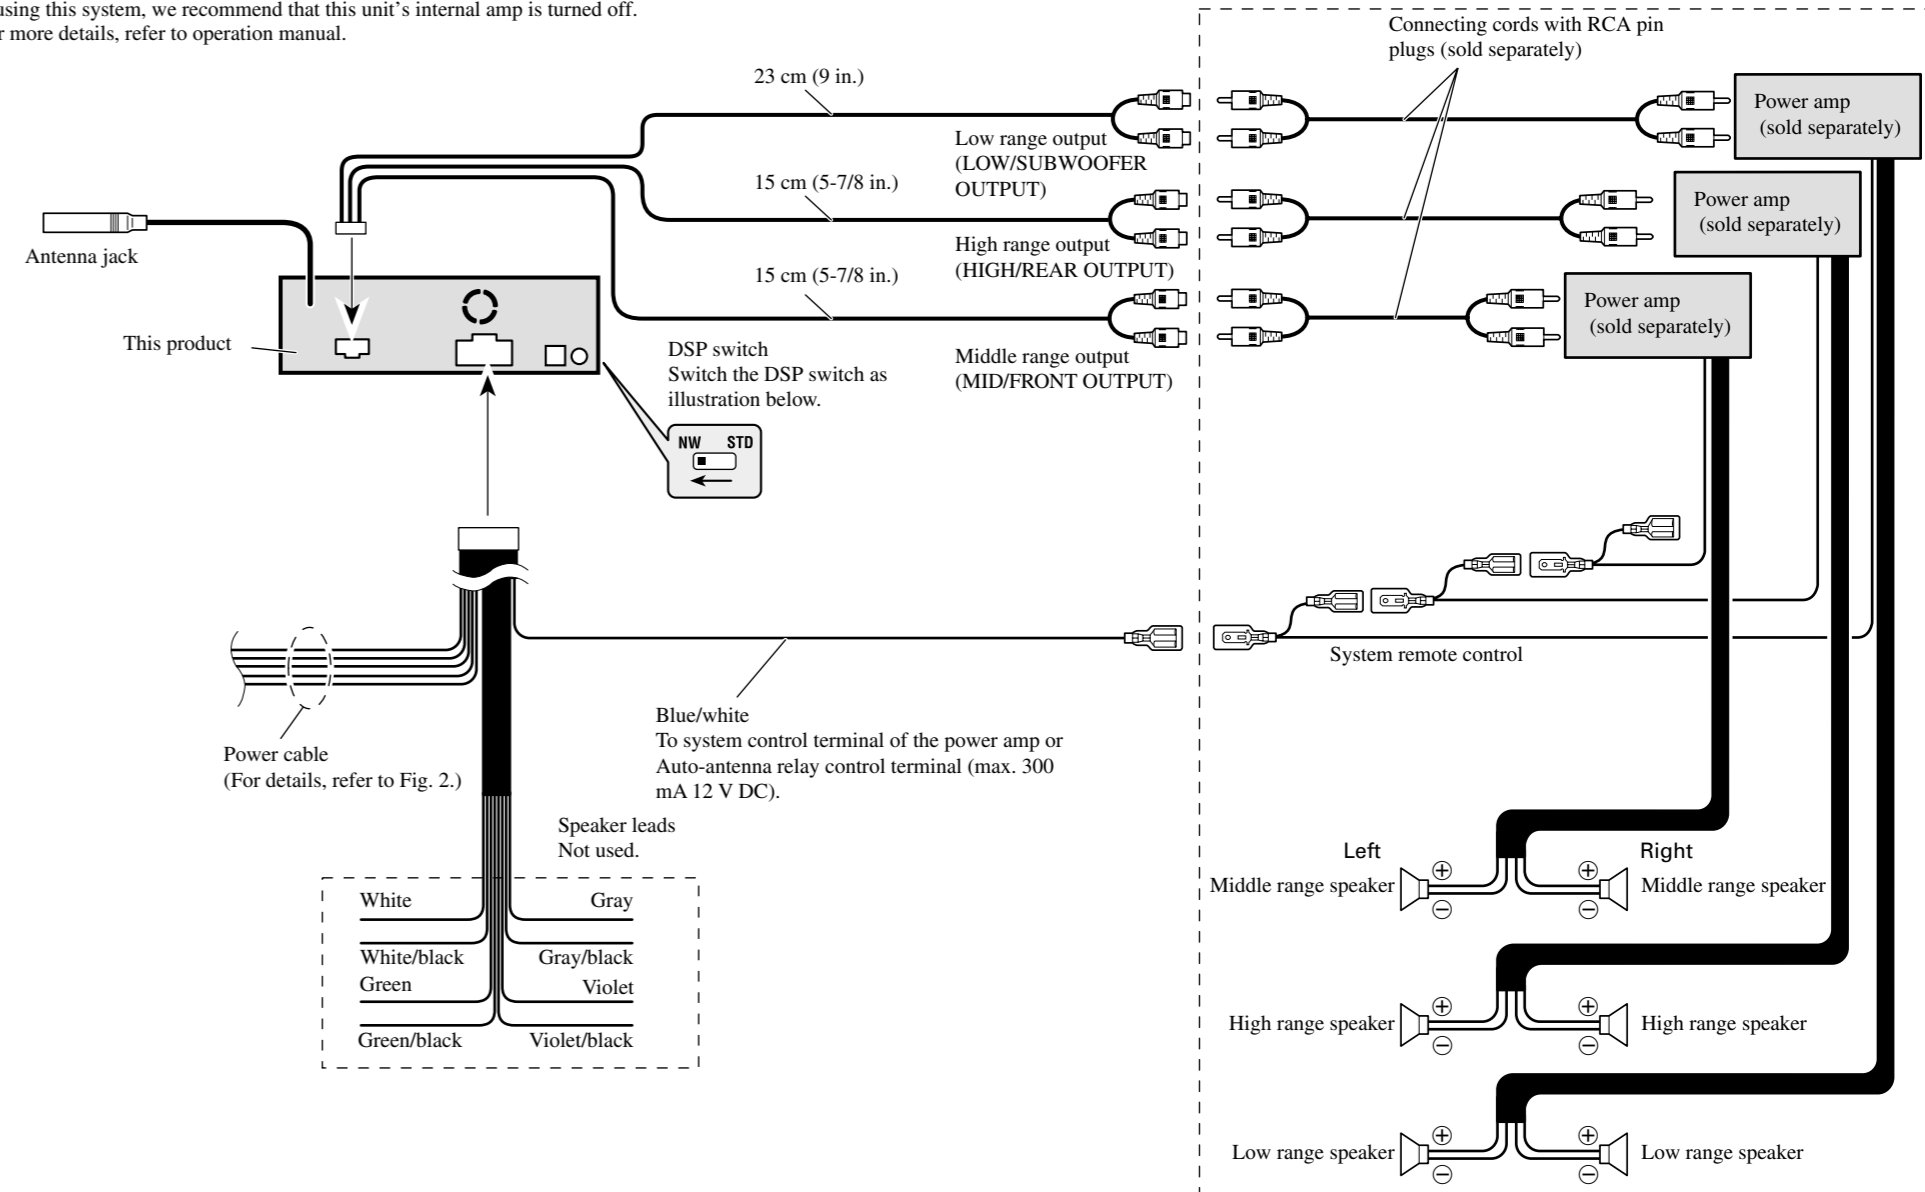 using this system, we recommend that this unit's internal amp is turned off.
more details, refer to operation manual.
Connecting cords with RCA pin
plugs (sold separately)
23 cm (9 in.)
Power amp
(sold separately)
Low range output
(LOW/SUBWOOFER
OUTPUT)
15 cm (5-7/8 in.)
Power amp
(sold separately)
Antenna jack
High range output
(HIGH/REAR OUTPUT)
15 cm (5-7/8 in.)
Power amp
(sold separately)
This product
DSP switch
Switch the DSP switch as
illustration below.
Middle range output
(MID/FRONT OUTPUT)
NW STD
System remote control
Blue/white
To system control terminal of the power amp or
Auto-antenna relay control terminal (max. 300
mA 12 V DC).
Power cable
(For details, refer to Fig. 2.)
Speaker leads
Not used.
White Gray
White/black Gray/black
Green Violet
Green/black Violet/black
Left Right
Middle range speaker + + Middle range speaker
− −
High range speaker + + High range speaker
− −
Low range speaker + + Low range speaker
− −